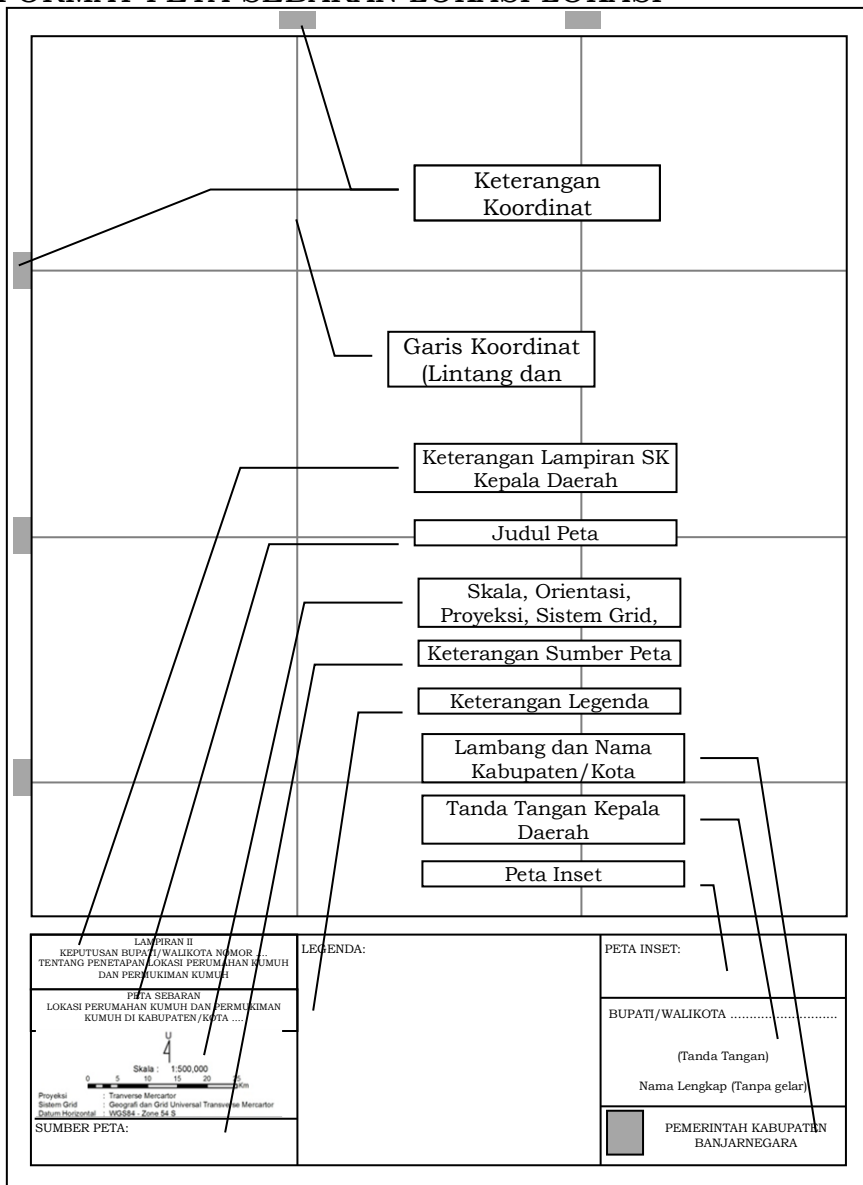 FORMAT PETA SEBARAN LOKASI LOKASI
Keterangan
Koordinat
Garis Koordinat
(Lintang dan
Keterangan Lampiran SK
Kepala Daerah
Judul Peta
Skala, Orientasi,
Proyeksi, Sistem Grid,
Keterangan Sumber Peta
Keterangan Legenda
Lambang dan Nama
Kabupaten/Kota
Tanda Tangan Kepala
Daerah
Peta Inset
LAMPIRAN II
KEPUTUSAN BUPATI/WALIKOTA NOMOR ....
TENTANG PENETAPAN LOKASI PERUMAHAN KUMUH
DAN PERMUKIMAN KUMUH
PETA SEBARAN
LOKASI PERUMAHAN KUMUH DAN PERMUKIMAN
KUMUH DI KABUPATEN/KOTA ....
U
Skala : 1:500,000
0 5 10 15 20 25
Km
Proyeksi : Tranverse Mercartor
Sistem Grid : Geografi dan Grid Universal Transverse Mercartor
Datum Horizontal : WGS84 - Zone 54 S
SUMBER PETA:
LEGENDA:
PETA INSET:
BUPATI/WALIKOTA ............................
(Tanda Tangan)
Nama Lengkap (Tanpa gelar)
PEMERINTAH KABUPATEN
BANJARNEGARA